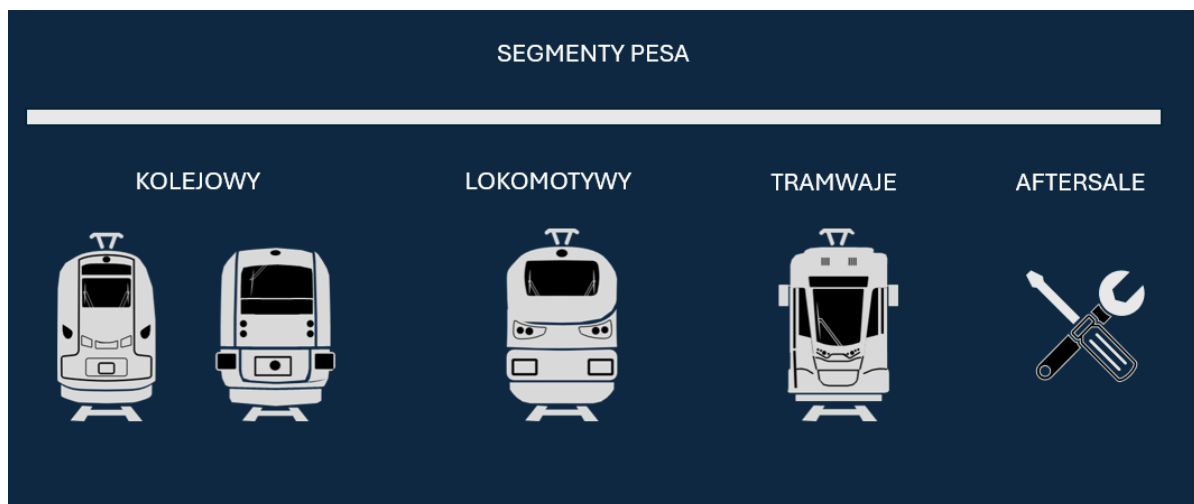 SEGMENTY PESA
KOLEJOWY
LOKOMOTYWY
TRAMWAJE
AFTERSALE